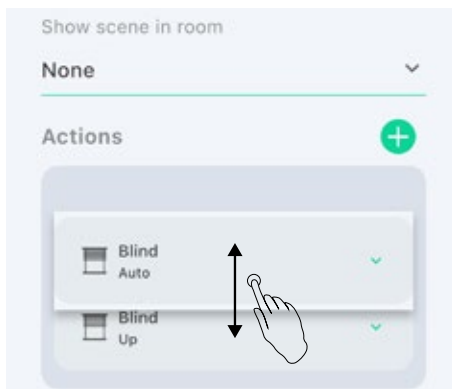 Show scene in room
None
Actions
Blind
Auto
Blind
Up